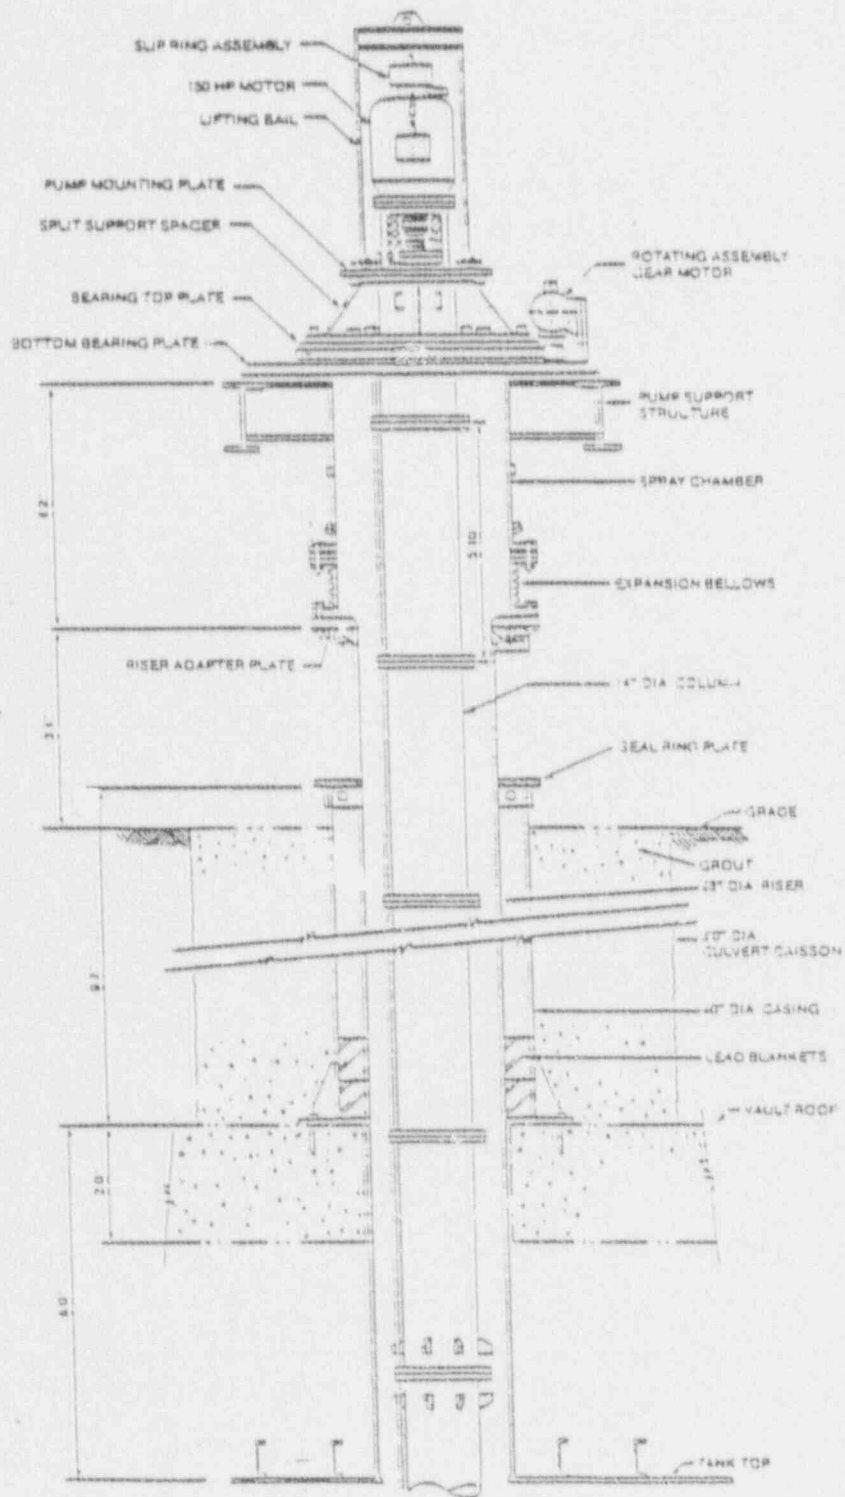 SLIP RING ASSEMBLY
150 HP MOTOR
LIFTING BAIL
PUMP MOUNTING PLATE
SPLIT SUPPORT SPACER
BEARING TOP PLATE
BOTTOM BEARING PLATE
ROTATING ASSEMBLY
GEAR MOTOR
PUMP SUPPORT
STRUCTURE
SPRAY CHAMBER
EXPANSION BELLOWS
RISER ADAPTER PLATE
DIA. COLUMN
SEAL RING PLATE
GRADE
GROUT
DIA RISER
DIA
CULVERT CAISSON
40" DIA CASING
LEAD BLANKETS
VAULT ROOF
TANK TOP